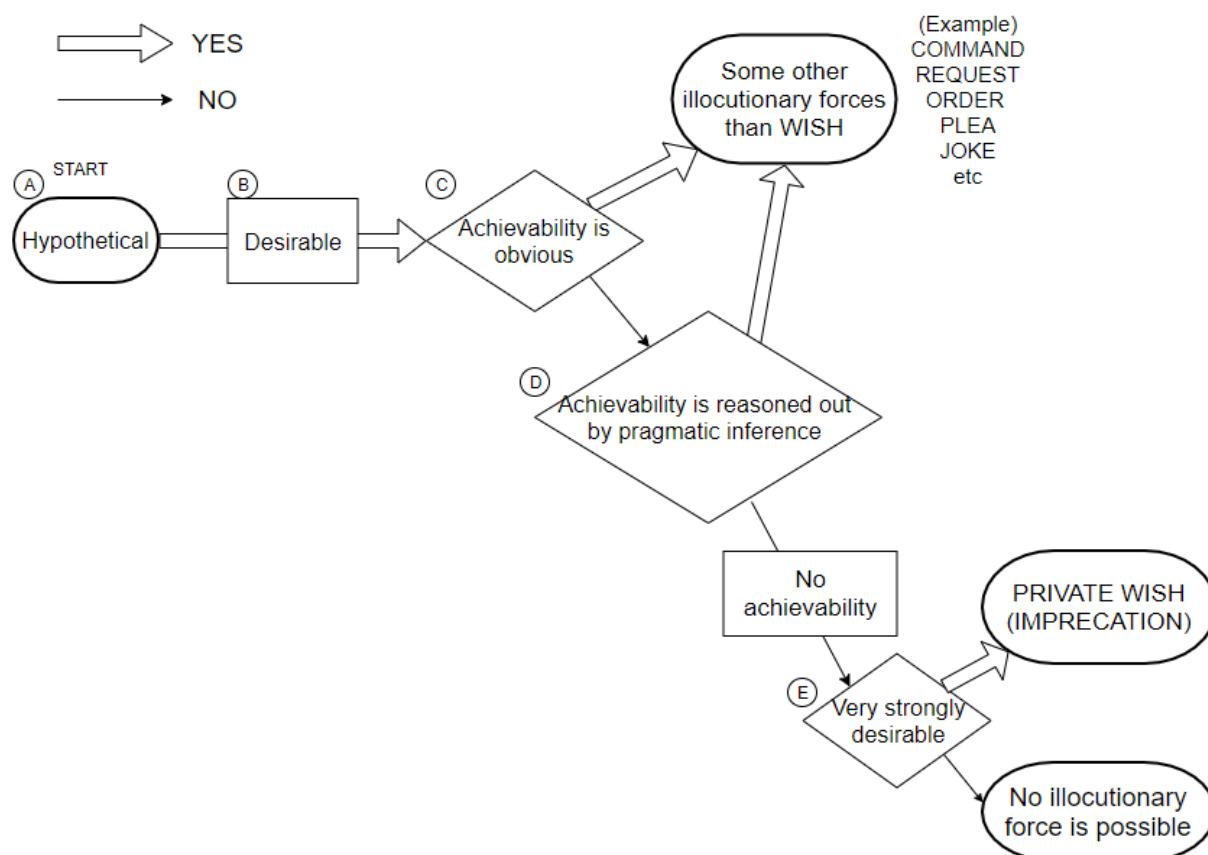 YES
NO
(Example)
COMMAND
REQUEST
ORDER
PLEA
JOKE
etc
Some other
illocutionary forces
than WISH
A
START
Hypothetical
B
Desirable
C
Achievability is
obvious
D
Achievability is reasoned out
by pragmatic inference
No
achievability
PRIVATE WISH
(IMPRECATION)
E
Very strongly
desirable
No illocutionary
force is possible